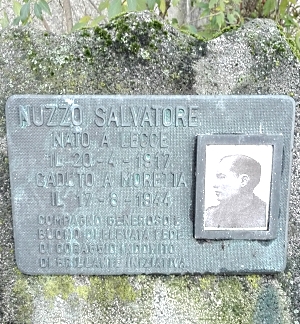 NUZZO SALVATORE
NATO A LECCE
IL 20-4-1917
CADUTO A MORETTA
IL 17-8-1944
COMPAGNO GENEROSO E
BUONO DI ELEVATA FEDE
DI CORAGGIO INDOMITO
DI BRILLANTE INIZIATIVA